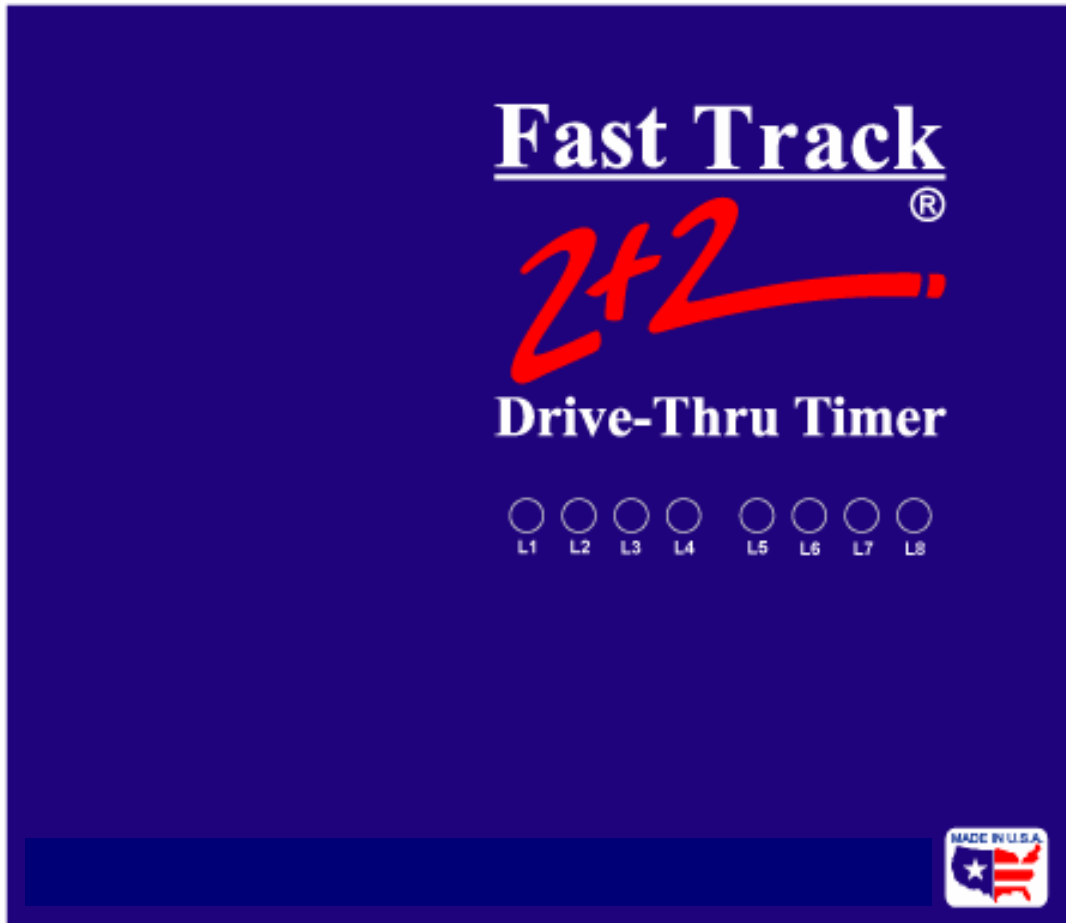 Fast Track
®
2+2
Drive-Thru Timer
L1 L2 L3 L4 L5 L6 L7 L8
MADE IN U.S.A.